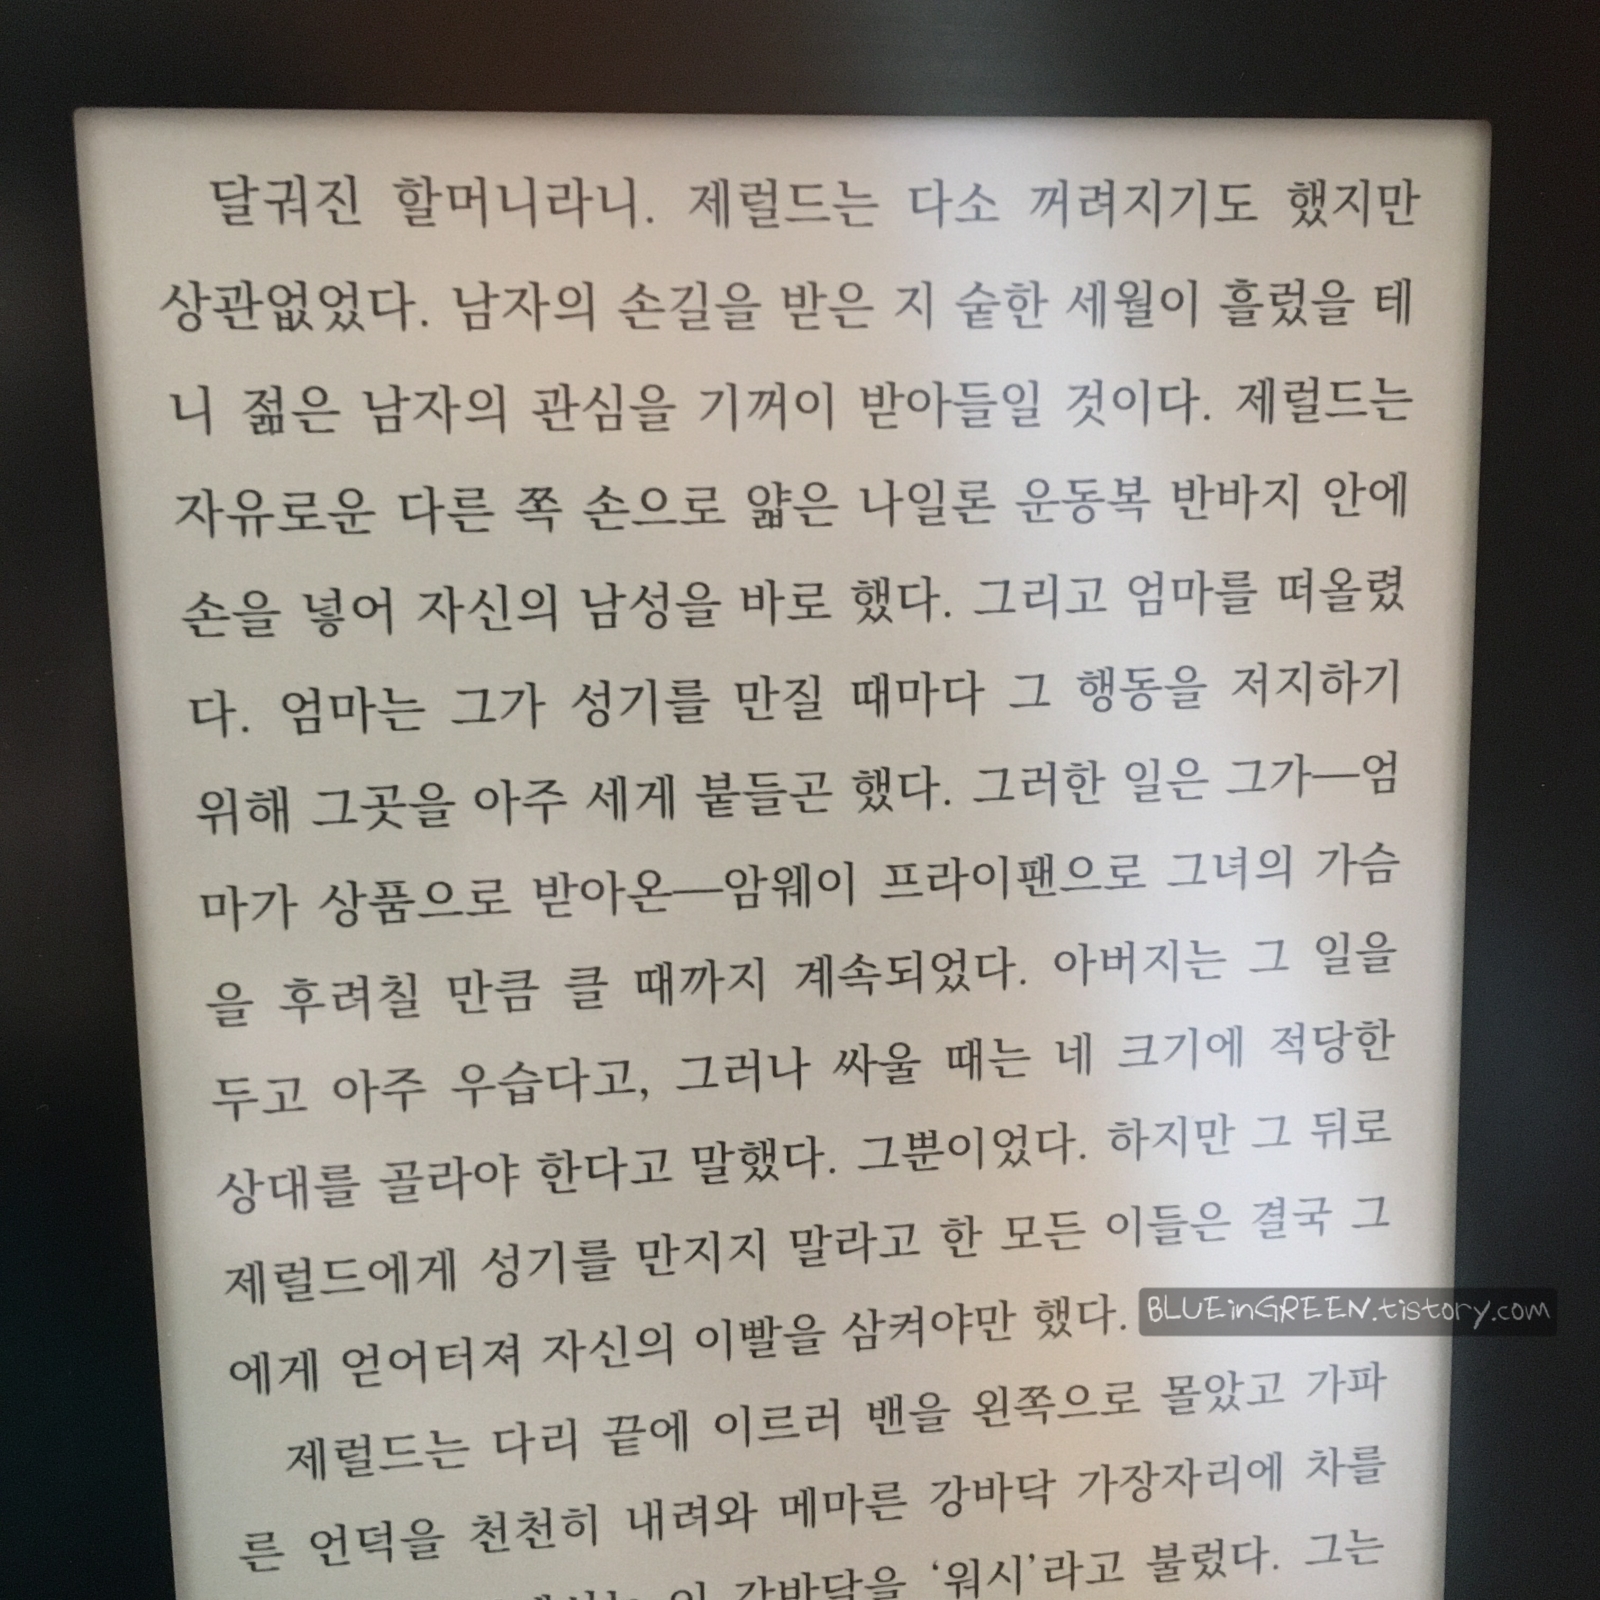 달궈진 할머니라니. 제럴드는 다소 꺼려지기도 했지만
상관없었다. 남자의 손길을 받은 지 숱한 세월이 흘렀을 테
니 젊은 남자의 관심을 기꺼이 받아들일 것이다. 제럴드는
자유로운 다른 쪽 손으로 얇은 나일론 운동복 반바지 안에
손을 넣어 자신의 남성을 바로 했다. 그리고 엄마를 떠올렸
다. 엄마는 그가 성기를 만질 때마다 그 행동을 저지하기
위해 그곳을 아주 세게 붙들곤 했다. 그러한 일은 그가—엄
마가 상품으로 받아온—암웨이 프라이팬으로 그녀의 가슴
을 후려칠 만큼 클 때까지 계속되었다. 아버지는 그 일을
두고 아주 우습다고, 그러나 싸울 때는 네 크기에 적당한
상대를 골라야 한다고 말했다. 그뿐이었다. 하지만 그 뒤로
제럴드에게 성기를 만지지 말라고 한 모든 이들은 결국 그
에게 얻어터져 자신의 이빨을 삼켜야만 했다.
BLUEinGREEN.tistory.com
제럴드는 다리 끝에 이르러 밴을 왼쪽으로 몰았고 가파
른 언덕을 천천히 내려와 메마른 강바닥 가장자리에 차를
이 강바닥을 ‘워시’라고 불렀다. 그는